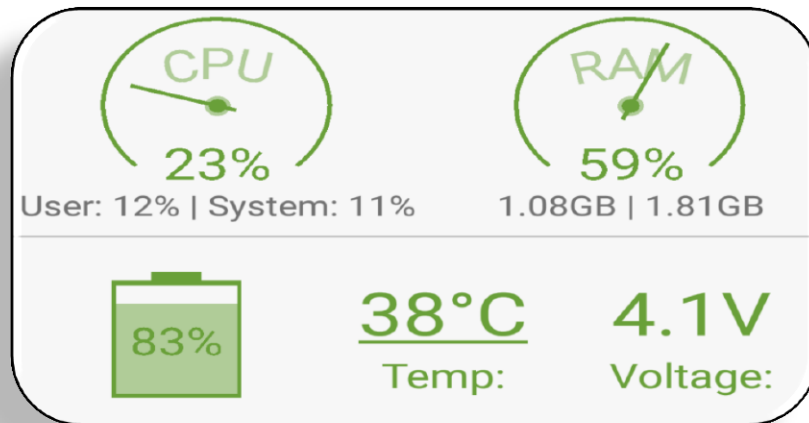 CPU RAM
23% 59%
User: 12% | System: 11% 1.08GB | 1.81GB
83% 38°C 4.1V
Temp: Voltage: